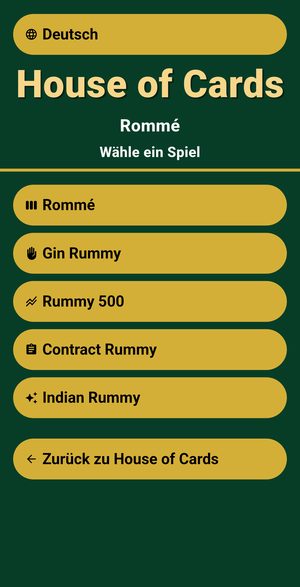 Deutsch
House of Cards
Rommé
Wähle ein Spiel
Rommé
Gin Rummy
Rummy 500
Contract Rummy
Indian Rummy
Zurück zu House of Cards